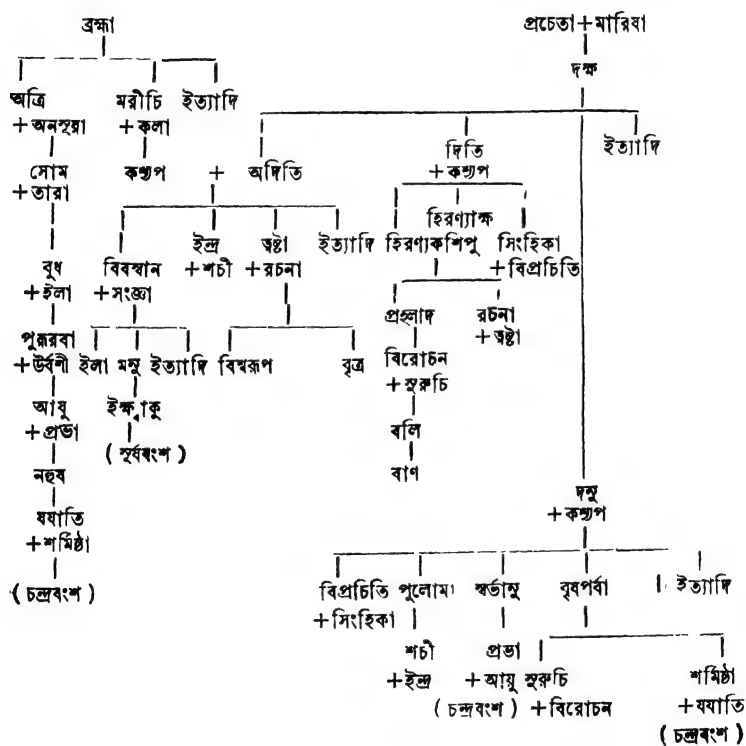 ব্রহ্মা প্রচেতা + মারিষা
দক্ষ
অত্রি মরীচি ইত্যাদি
+ অনসূয়া + কলা
দিতি ইত্যাদি
সোম কশ্যপ + অদিতি + কশ্যপ
+ তারা
হিরণ্যাক্ষ
ইন্দ্র ত্বষ্টা ইত্যাদি হিরণ্যকশিপু সিংহিকা
+ শচী + রচনা + বিপ্রচিতি
বুধ বিবস্বান
+ ইলা + সংজ্ঞা
প্রহ্লাদ রচনা
+ ত্বষ্টা
পুরূরবা
+ উর্বশী ইলা মনু ইত্যাদি বিশ্বরূপ বৃত্র বিরোচন
+ সুরুচি
আয়ু ইক্ষ্বাকু
+ প্রভা
(সূর্যবংশ) বলি
নহুষ বাণ
দনু
+ কশ্যপ
যযাতি
+ শর্মিষ্ঠা
(চন্দ্রবংশ) বিপ্রচিতি পুলোমা স্বর্ভানু বৃষপর্বা ইত্যাদি
+ সিংহিকা
শচী প্রভা শর্মিষ্ঠা
+ ইন্দ্র + আয়ু সুরুচি + যযাতি
(চন্দ্রবংশ) + বিরোচন (চন্দ্রবংশ)